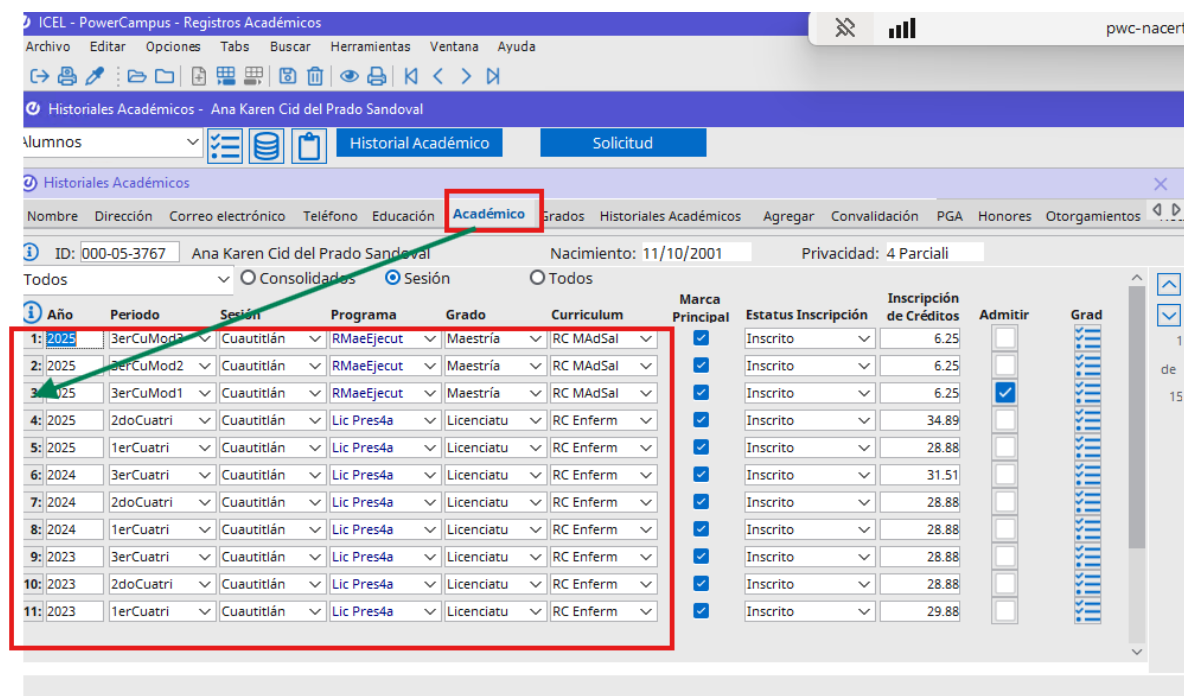 ICEL - PowerCampus - Registros Académicos
pwc-nacert
Archivo Editar Opciones Tabs Buscar Herramientas Ventana Ayuda
Historiales Académicos - Ana Karen Cid del Prado Sandoval
Alumnos Historial Académico Solicitud
Historiales Académicos
Nombre Dirección Correo electrónico Teléfono Educación Académico Grados Historiales Académicos Agregar Convalidación PGA Honores Otorgamientos
ID: 000-05-3767 Ana Karen Cid del Prado Sandoval Nacimiento: 11/10/2001 Privacidad: 4 Parciali
Todos Consolidados Sesión Todos
Año Periodo Sesión Programa Grado Curriculum Marca Principal Estatus Inscripción Inscripción de Créditos Admitir Grad
1: 2025 3erCuMod3 Cuautitlán RMaeEjecut Maestría RC MAdSal Inscrito 6.25 1
2: 2025 3erCuMod2 Cuautitlán RMaeEjecut Maestría RC MAdSal Inscrito 6.25 de
3: 2025 3erCuMod1 Cuautitlán RMaeEjecut Maestría RC MAdSal Inscrito 6.25 15
4: 2025 2doCuatri Cuautitlán Lic Pres4a Licenciatu RC Enferm Inscrito 34.89
5: 2025 1erCuatri Cuautitlán Lic Pres4a Licenciatu RC Enferm Inscrito 28.88
6: 2024 3erCuatri Cuautitlán Lic Pres4a Licenciatu RC Enferm Inscrito 31.51
7: 2024 2doCuatri Cuautitlán Lic Pres4a Licenciatu RC Enferm Inscrito 28.88
8: 2024 1erCuatri Cuautitlán Lic Pres4a Licenciatu RC Enferm Inscrito 28.88
9: 2023 3erCuatri Cuautitlán Lic Pres4a Licenciatu RC Enferm Inscrito 28.88
10: 2023 2doCuatri Cuautitlán Lic Pres4a Licenciatu RC Enferm Inscrito 28.88
11: 2023 1erCuatri Cuautitlán Lic Pres4a Licenciatu RC Enferm Inscrito 29.88